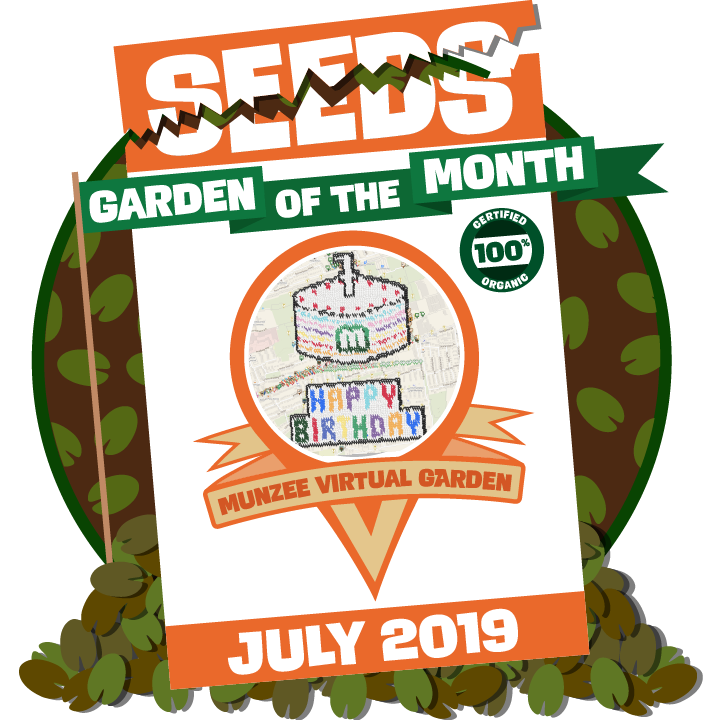 SEEDS
GARDEN OF THE MONTH
CERTIFIED
100%
ORGANIC
M
HAPPY
BIRTHDAY
MUNZEE VIRTUAL GARDEN
V
JULY 2019